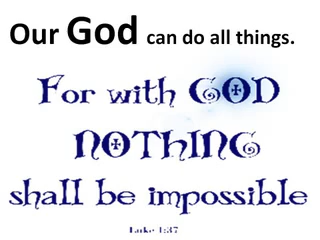 Our God can do all things.
For with GOD
NOTHING
shall be impossible
Luke 1:37